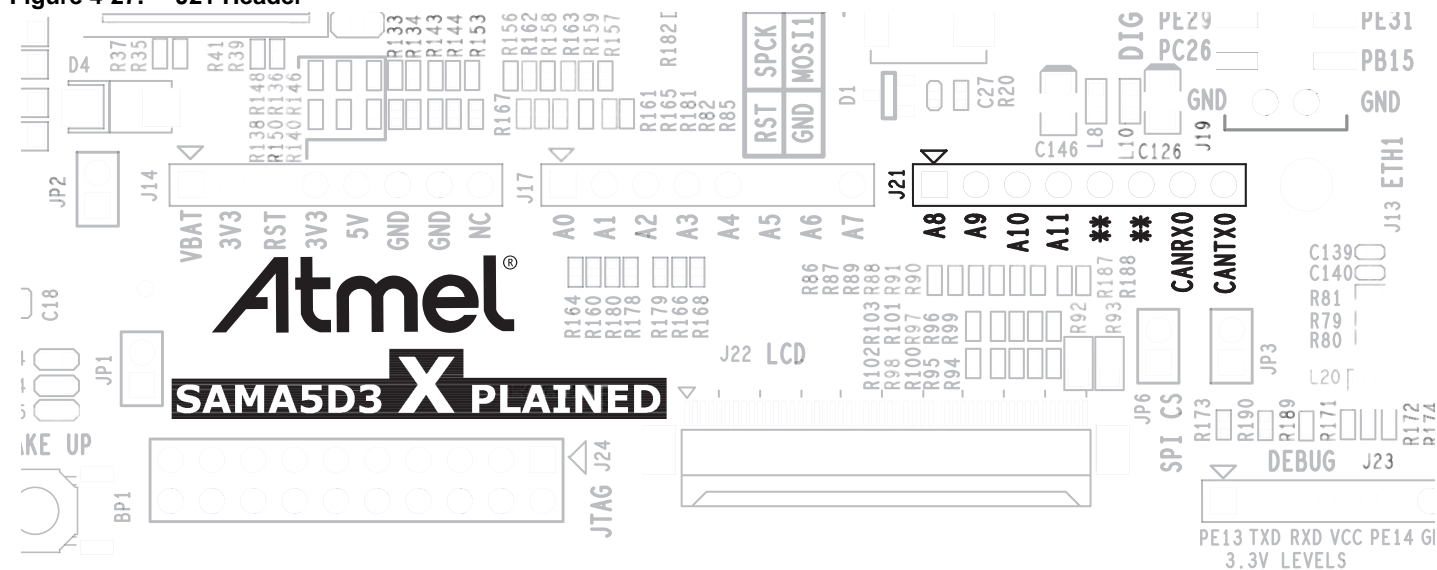 Figure 4-27. J21 Header
R37
R35
D4
R41
R39
R148
R136
R146
R138
R150
R140
R133
R134
R143
R144
R153
R156
R162
R158
R163
R159
R157
R167
R182
R161
R165
R181
R82
R85
SPCK
MOSI1
RST
GND
D1
C27
R20
DIG
PE29
PE31
PC26
PB15
GND
GND
C146
L8
L10
C126
J19
J13 ETH1
JP2
J14
VBAT
3V3
RST
3V3
5V
GND
GND
NC
J17
A0
A1
A2
A3
A4
A5
A6
A7
J21
A8
A9
A10
A11
**
**
CANRX0
CANTX0
C18
Atmel®
R164
R160
R180
R178
R179
R166
R168
R86
R87
R89
R88
R91
R90
R187
R188
C139
C140
R81
R79
R80
L20
JP1
SAMA5D3 X PLAINED
J22 LCD
R102
R103
R98
R101
R100
R97
R95
R96
R94
R99
R92
R93
JP6
SPI CS
JP3
R173
R190
R189
R171
R172
R174
AKE UP
BP1
JTAG J24
DEBUG J23
PE13 TXD RXD VCC PE14
3.3V LEVELS